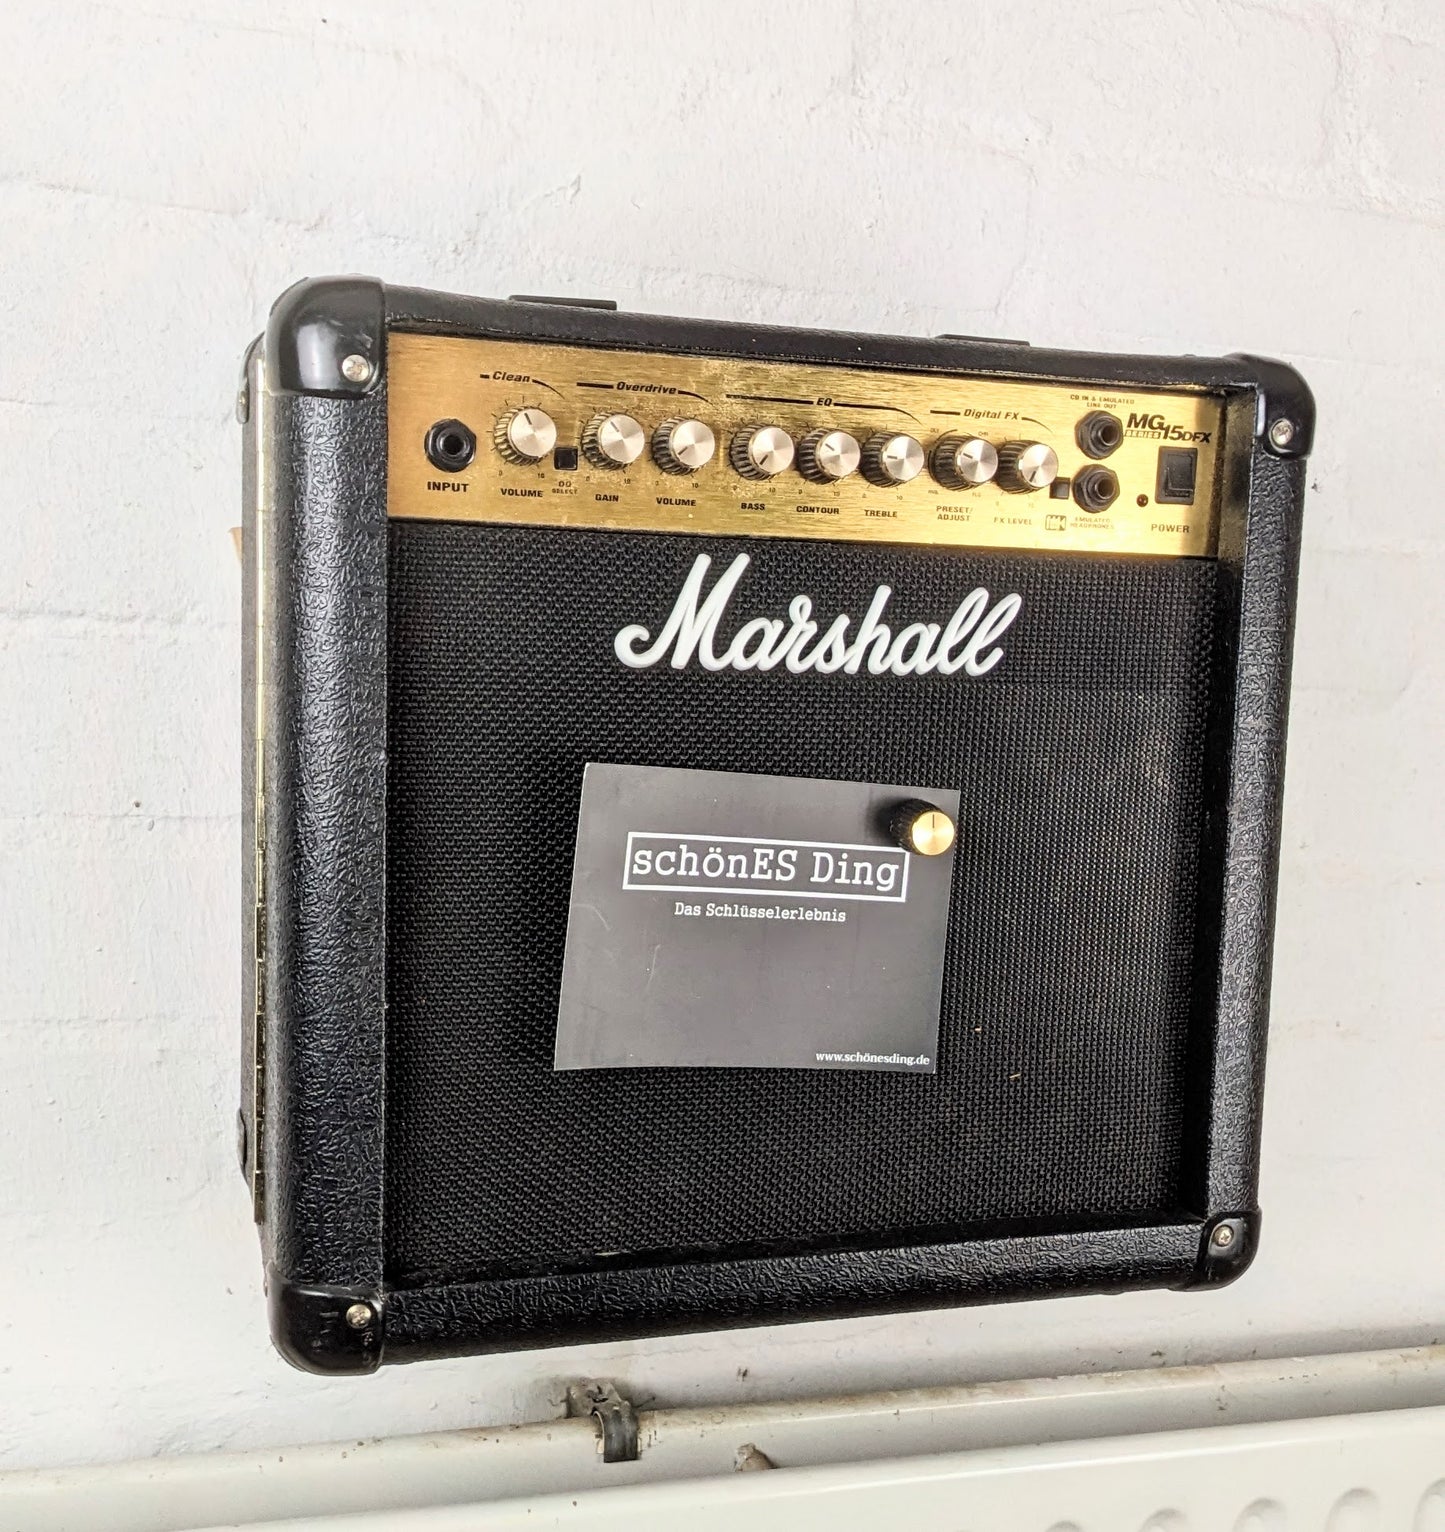 Clean
Overdrive
EQ
Digital FX
CD IN & EMULATED
LINE OUT
MG
SERIES 15DFX
INPUT
VOLUME
OD
SELECT
GAIN
VOLUME
BASS
CONTOUR
TREBLE
PRESET/
ADJUST
FX LEVEL
EMULATED
HEADPHONES
POWER
Marshall
schönES Ding
Das Schlüsselerlebnis
www.schönesding.de